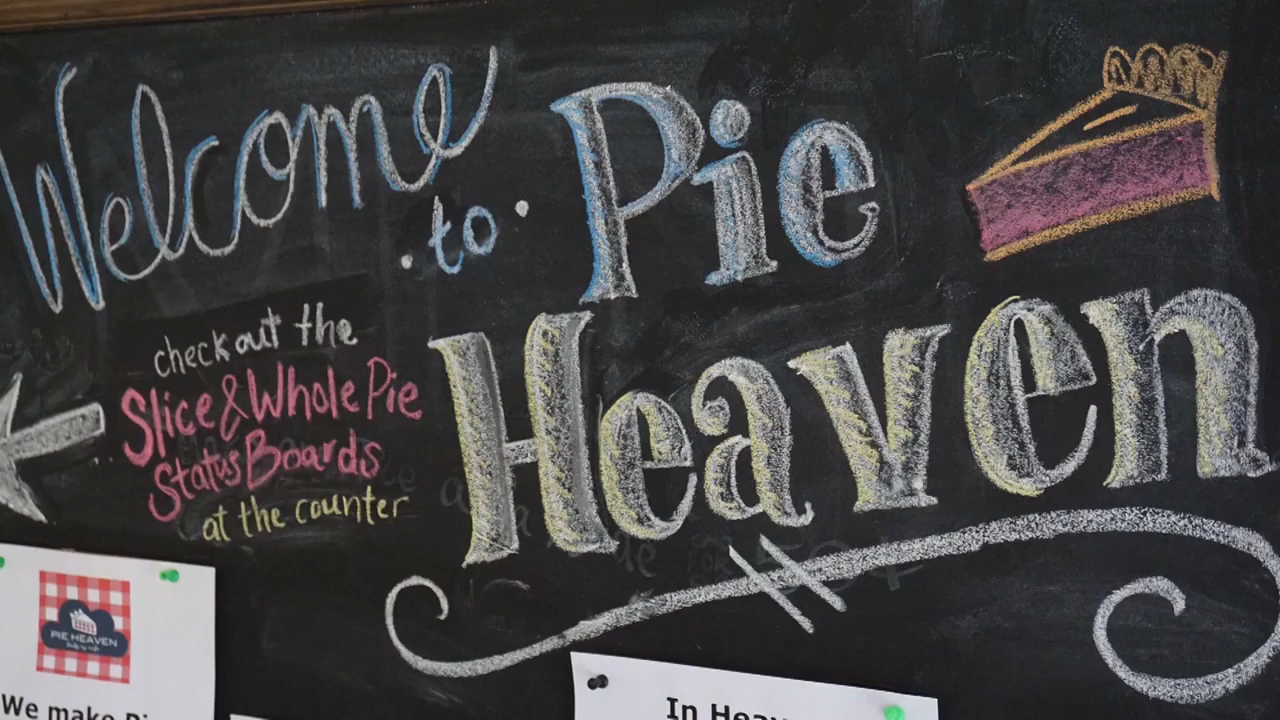 Welcome
to
Pie
Heaven
check out the
Slice & Whole Pie
Status Boards
at the counter
PIE HEAVEN
We make
In